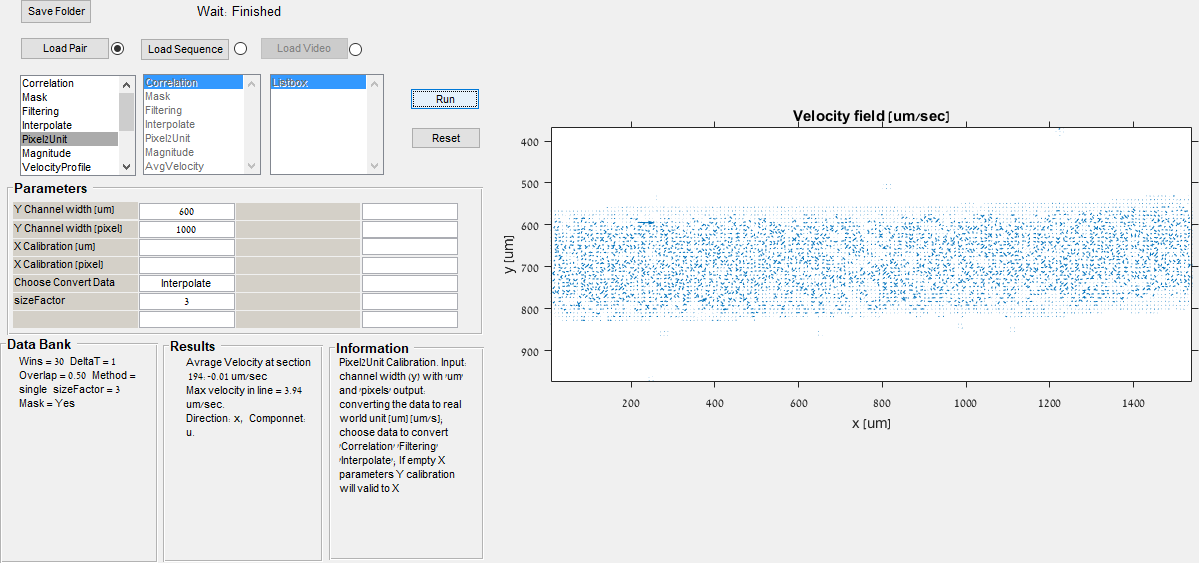 Save Folder
Wait: Finished
Load Pair
Load Sequence
Load Video
Correlation
Mask
Filtering
Interpolate
Pixel2Unit
Magnitude
VelocityProfile
Correlation
Mask
Filtering
Interpolate
Pixel2Unit
Magnitude
AvgVelocity
Listbox
Run
Reset
Parameters
Y Channel width [um] 600
Y Channel width [pixel] 1000
X Calibration [um]
X Calibration [pixel]
Choose Convert Data Interpolate
sizeFactor 3
Data Bank
Wins = 30 DeltaT = 1
Overlap = 0.50 Method =
single sizeFactor = 3
Mask = Yes
Results
Avrage Velocity at section
194: -0.01 um/sec
Max velocity in line = 3.94
um/sec.
Direction: x, Componnet:
u.
Information
Pixel2Unit Calibration. Input:
channel width (y) with 'um'
and 'pixels' output:
converting the data to real
world unit [um] [um/s];
choose data to convert
'Correlation' 'Filtering'
'Interpolate'; If empty X
parameters Y calibration
will valid to X
Velocity field [um/sec]
400
500
600
700
800
900
y [um]
200 400 600 800 1000 1200 1400
x [um]